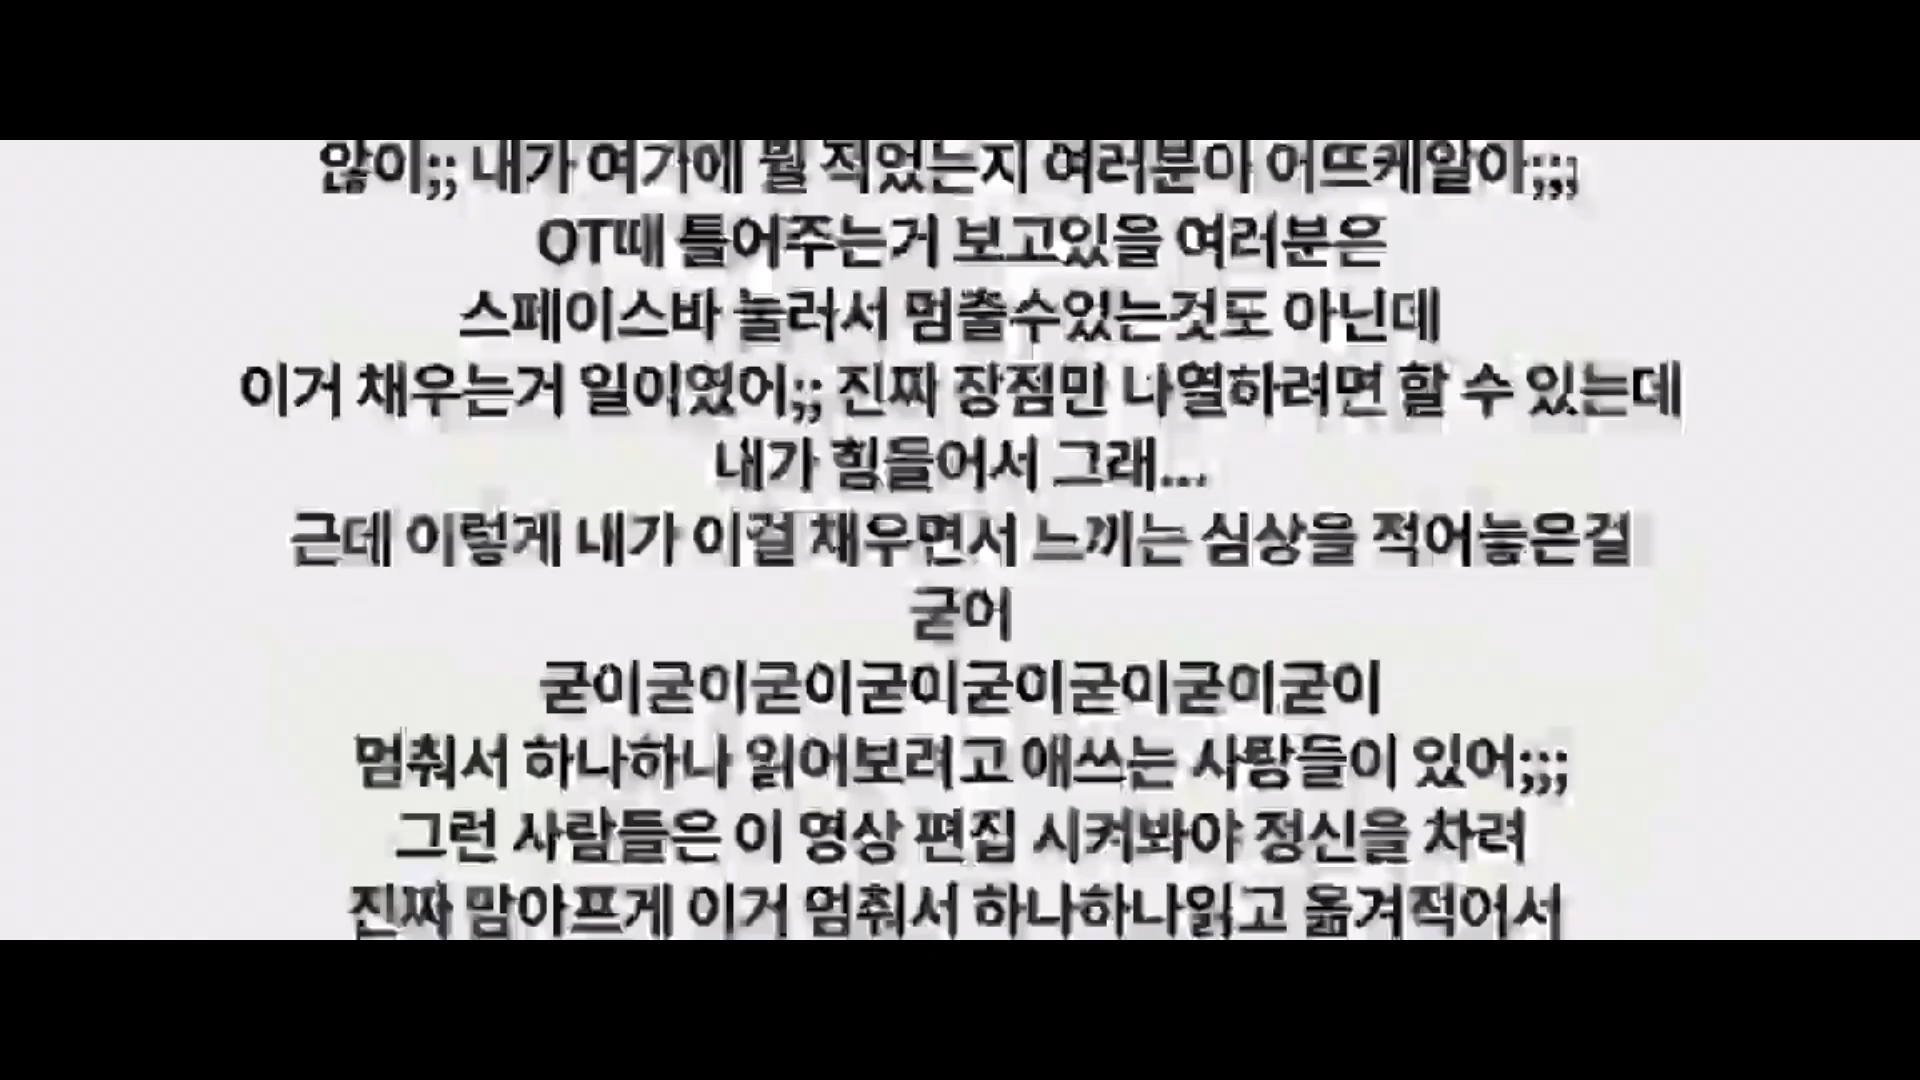 않이;; 내가 여기에 뭘 적었는지 여러분이 어뜨케알아;;;
OT때 틀어주는거 보고있을 여러분은
스페이스바 눌러서 멈출수있는것도 아닌데
이거 채우는거 일이었어;; 진짜 장점만 나열하려면 할 수 있는데
내가 힘들어서 그래...
근데 이렇게 내가 이걸 채우면서 느끼는 심상을 적어놓은걸
굳이
굳이굳이굳이굳이굳이굳이굳이굳이
멈춰서 하나하나 읽어보려고 애쓰는 사탐들이 있어;;;
그런 사람들은 이 영상 편집 시켜봐야 정신을 차려
진짜 맘아프게 이거 멈춰서 하나하나읽고 옮겨적어서